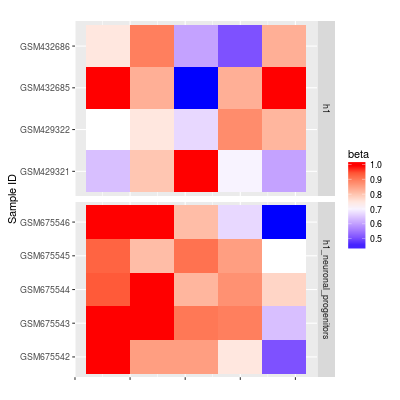 GSM432686
GSM432685
GSM429322
GSM429321
h1
GSM675546
GSM675545
GSM675544
GSM675543
GSM675542
h1_neuronal_progenitors
Sample ID
beta
1.0
0.9
0.8
0.7
0.6
0.5